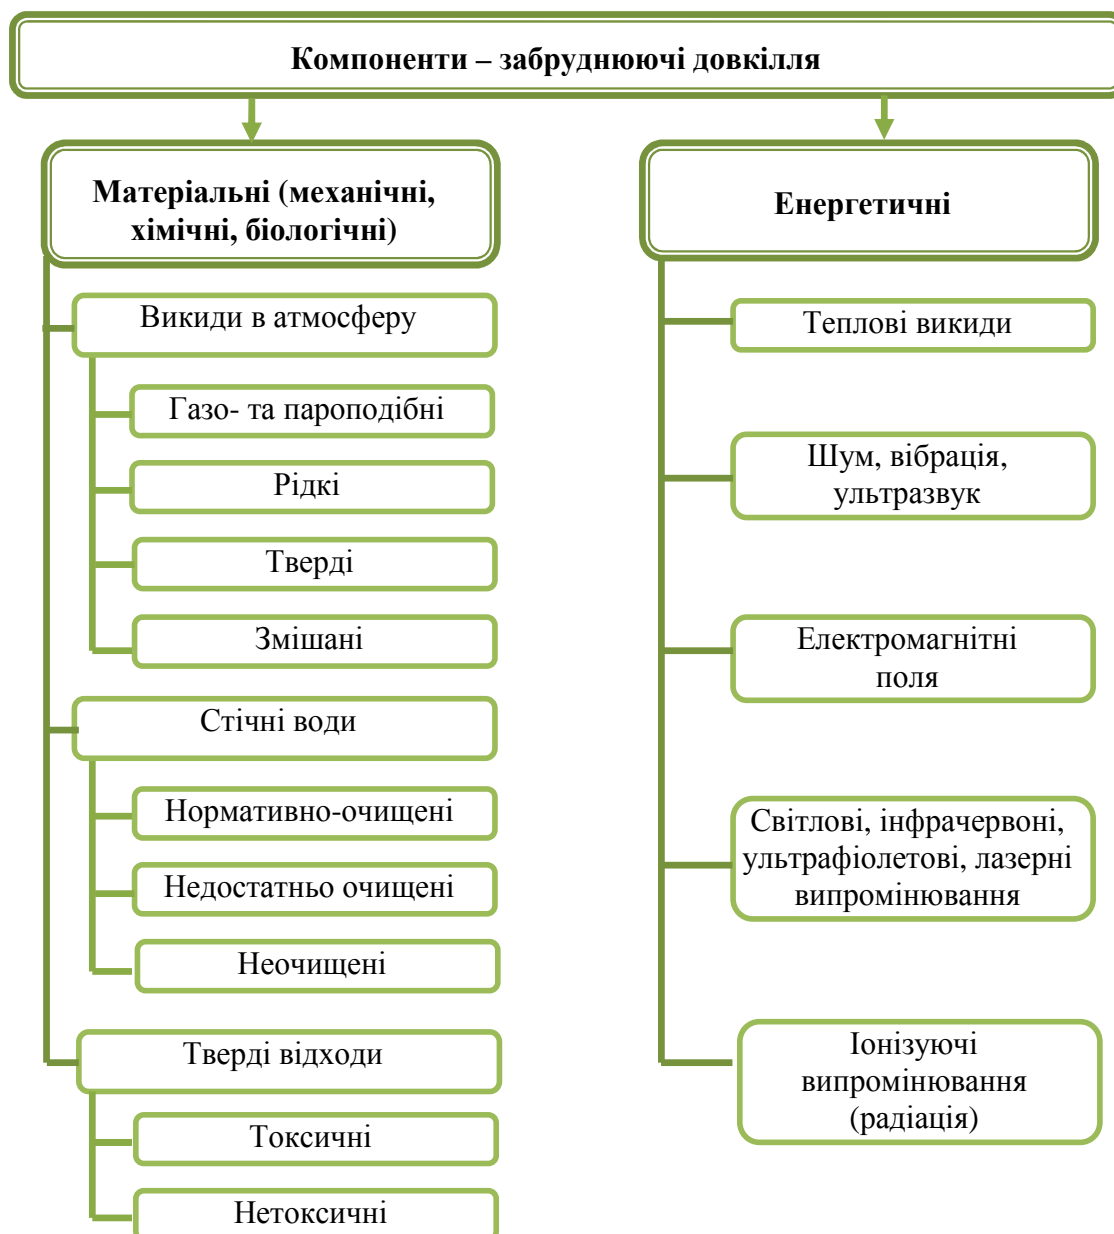 Компоненти – забруднюючі довкілля
Матеріальні (механічні,
хімічні, біологічні)
Викиди в атмосферу
Газо- та пароподібні
Рідкі
Тверді
Змішані
Стічні води
Нормативно-очищені
Недостатньо очищені
Неочищені
Тверді відходи
Токсичні
Нетоксичні
Енергетичні
Теплові викиди
Шум, вібрація,
ультразвук
Електромагнітні
поля
Світлові, інфрачервоні,
ультрафіолетові, лазерні
випромінювання
Іонізуючі
випромінювання
(радіація)